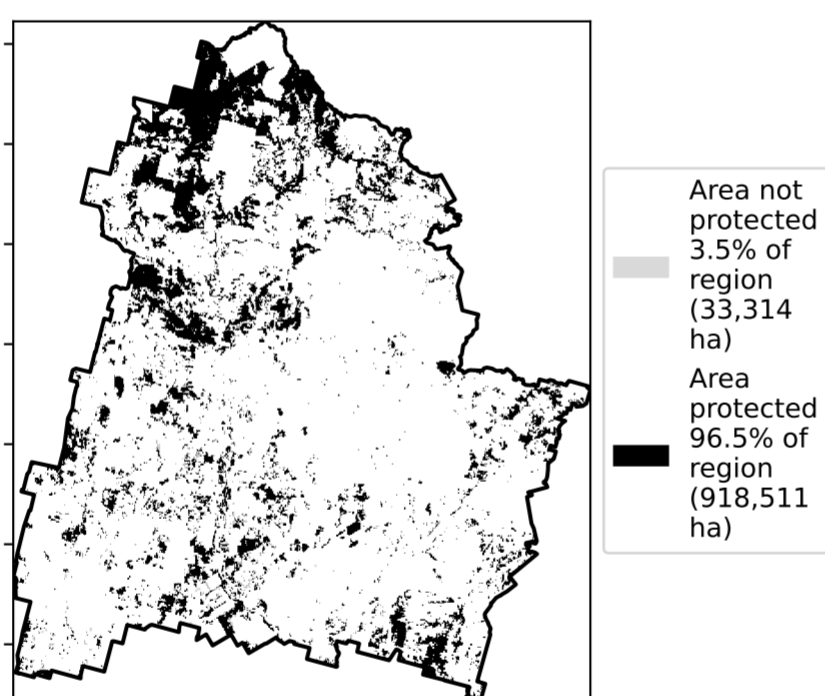 Area not
protected
3.5% of
region
(33,314
ha)
Area
protected
96.5% of
region
(918,511
ha)